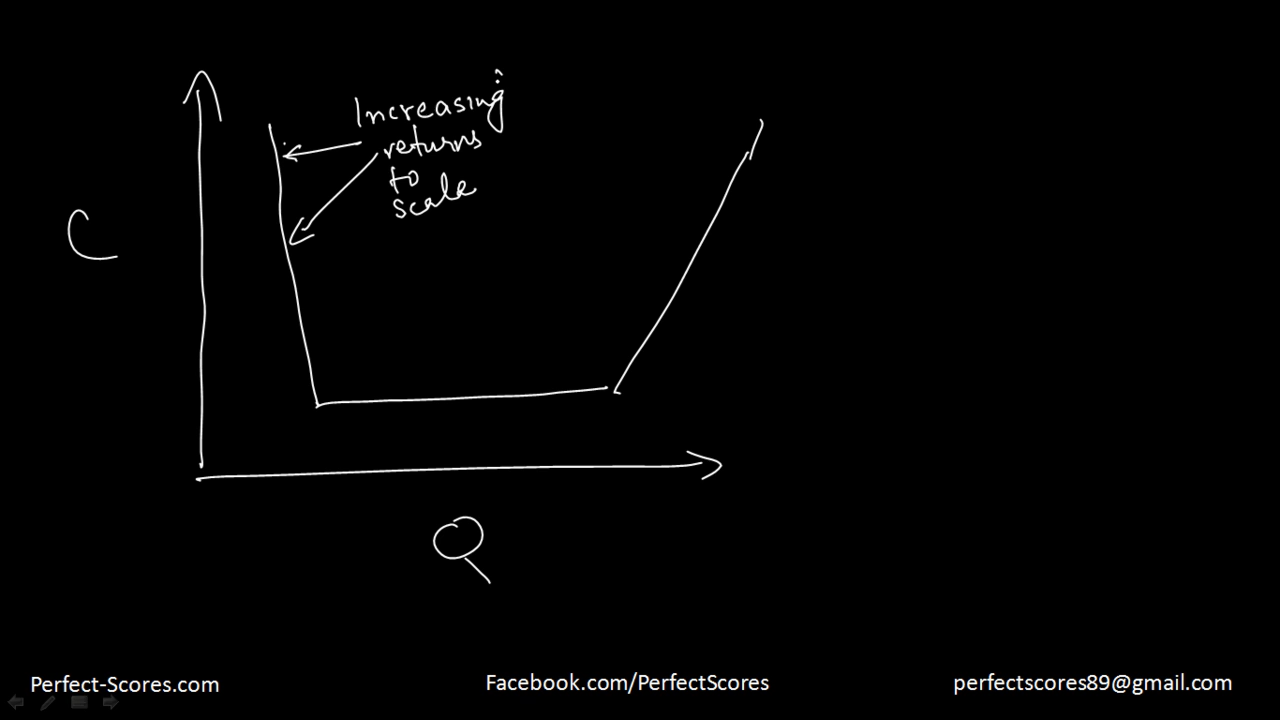 Increasing
returns
to
scale
C
Q
Perfect-Scores.com
Facebook.com/PerfectScores
perfectscores89@gmail.com